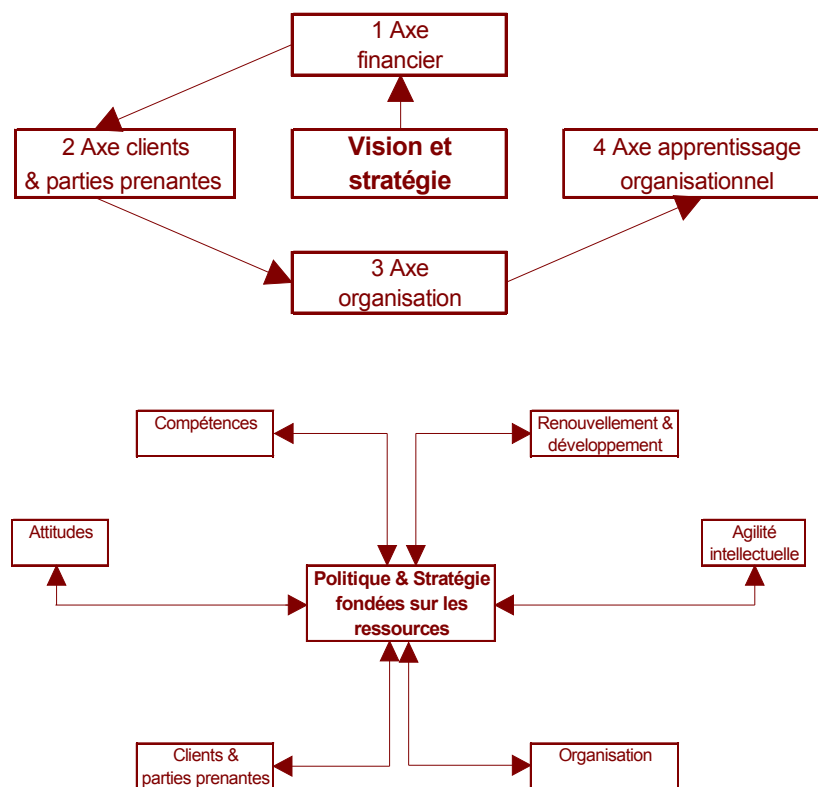 1 Axe
financier
2 Axe clients
& parties prenantes
Vision et
stratégie
4 Axe apprentissage
organisationnel
3 Axe
organisation
Compétences
Renouvellement &
développement
Attitudes
Agilité
intellectuelle
Politique & Stratégie
fondées sur les
ressources
Clients &
parties prenantes
Organisation